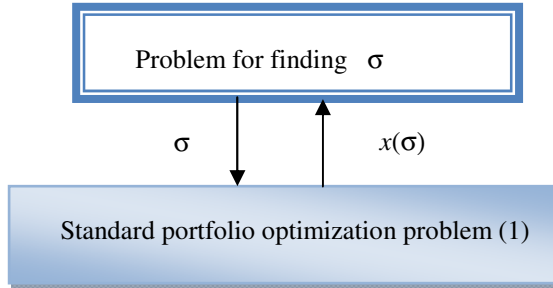 Problem for finding σ
σ
x(σ)
Standard portfolio optimization problem (1)